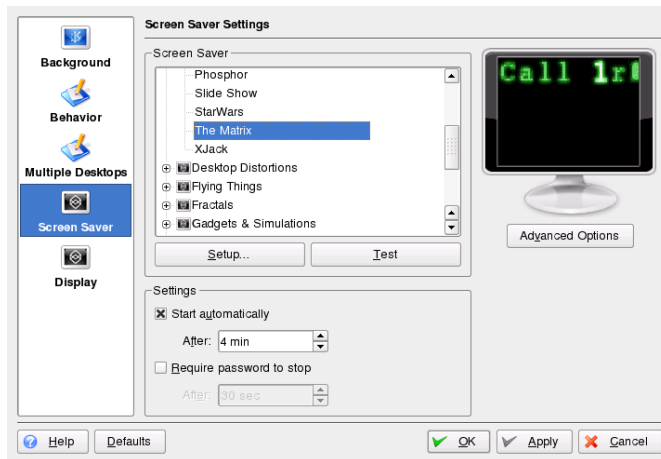 Screen Saver Settings
Background
Behavior
Multiple Desktops
Screen Saver
Display
Screen Saver
Phosphor
Slide Show
StarWars
The Matrix
XJack
Desktop Distortions
Flying Things
Fractals
Gadgets & Simulations
Setup...
Test
Call 1r
Advanced Options
Settings
Start automatically
After: 4 min
Require password to stop
After: 30 sec
Help
Defaults
OK
Apply
Cancel